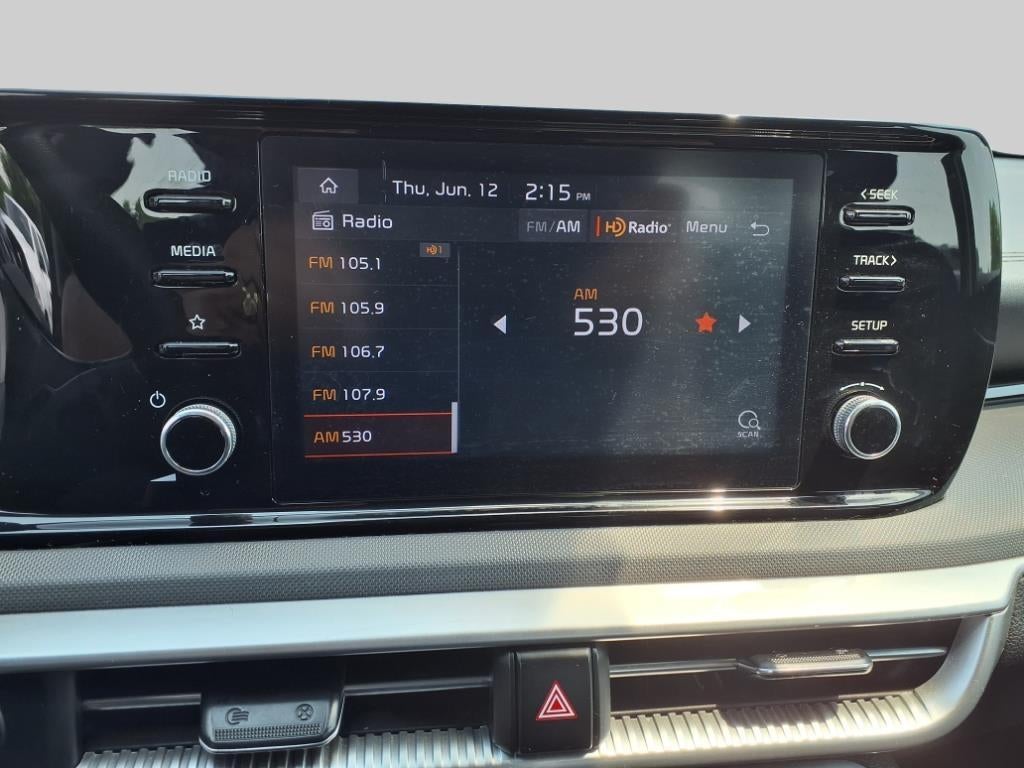 RADIO
MEDIA
Thu, Jun. 12 2:15 PM
Radio FM/AM HD Radio® Menu
HD1
FM 105.1
FM 105.9
FM 106.7
FM 107.9
AM 530
AM
530
SCAN
< SEEK
TRACK >
SETUP